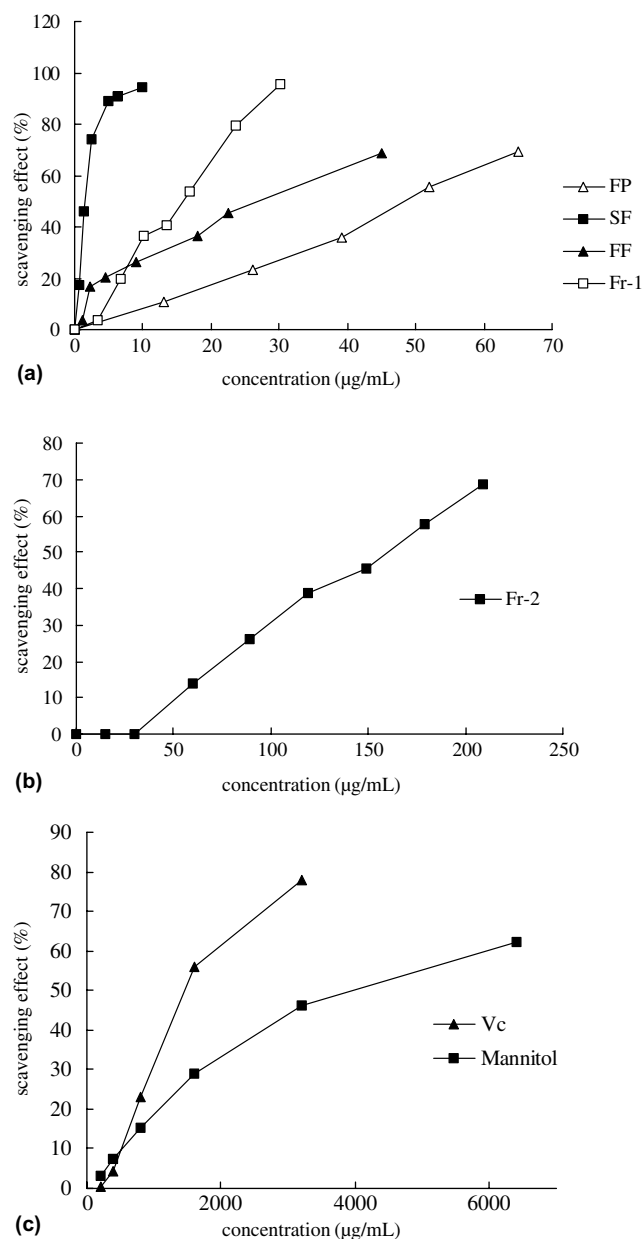 120
100
80
60
40
20
0
scavenging effect (%)
0 10 20 30 40 50 60 70
concentration (µg/mL)
FP
SF
FF
Fr-1
(a)
80
70
60
50
40
30
20
10
0
scavenging effect (%)
0 50 100 150 200 250
concentration (µg/mL)
Fr-2
(b)
90
80
70
60
50
40
30
20
10
0
scavenging effect (%)
0 2000 4000 6000
concentration (µg/mL)
Vc
Mannitol
(c)